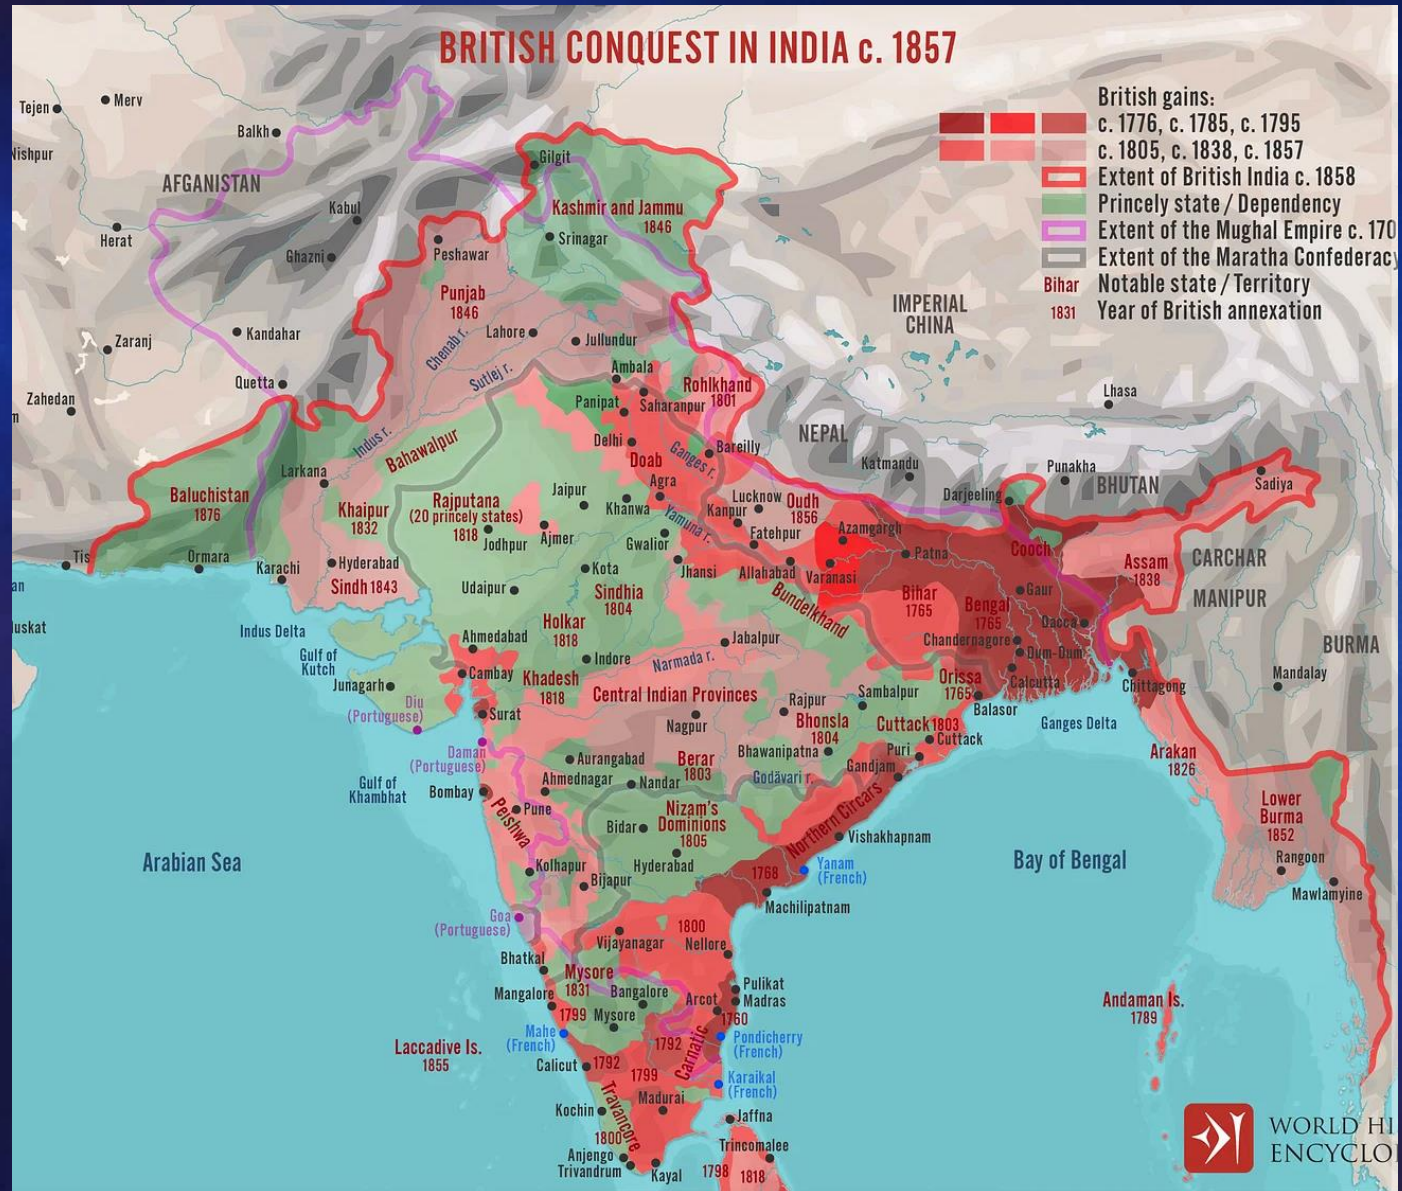 BRITISH CONQUEST IN INDIA c. 1857
British gains:
c. 1776, c. 1785, c. 1795
c. 1805, c. 1838, c. 1857
Extent of British India c. 1858
Princely state / Dependency
Extent of the Mughal Empire c. 170
Extent of the Maratha Confederacy
Bihar Notable state / Territory
1831 Year of British annexation
Tejen
Merv
Nishpur
Balkh
AFGANISTAN
Kabul
Herat
Ghazni
Zaranj
Kandahar
Quetta
Zahedan
Gilgit
Kashmir and Jammu
1846
Srinagar
Peshawar
Punjab
1846
Chenab r.
Lahore
Jullundur
Sutlej r.
Ambala
Panipat
Saharanpur
Rohlkhand
1801
IMPERIAL
CHINA
Lhasa
NEPAL
Katmandu
Punakha
BHUTAN
Darjeeling
Sadiya
Indus r.
Bahawalpur
Delhi
Doab
Ganges r.
Bareilly
Larkana
Baluchistan
1876
Khaipur
1832
Rajputana
(20 princely states)
1818
Jodhpur
Jaipur
Ajmer
Khanwa
Agra
Yamuna r.
Gwalior
Lucknow
Oudh
1856
Kanpur
Fatehpur
Azamgargh
Patna
Cooch
Assam
1838
CARCHAR
MANIPUR
BURMA
Tis
Ormara
Karachi
Hyderabad
Sindh 1843
Udaipur
Kota
Jhansi
Allahabad
Varanasi
Bundelkhand
Bihar
1765
Bengal
1765
Gaur
Dacca
Chandernagore
Dum-Dum
Calcutta
Chittagong
Mandalay
an
uskat
Indus Delta
Gulf of
Kutch
Ahmedabad
Cambay
Junagarh
Diu
(Portuguese)
Surat
Daman
(Portuguese)
Gulf of
Khambhat
Bombay
Sindhia
1804
Holkar
1818
Indore
Khadesh
1818
Narmada r.
Jabalpur
Central Indian Provinces
Nagpur
Rajpur
Sambalpur
Orissa
1765
Balasor
Ganges Delta
Bhonsla
1804
Cuttack 1803
Cuttack
Bhawanipatna
Puri
Gandjam
Arakan
1826
Aurangabad
Ahmednagar
Berar
1803
Nandar
Godāvari r.
Pune
Peishwa
Nizam's
Dominions
1805
Bidar
Hyderabad
Northern Circars
1768
Vishakhapnam
Yanam
(French)
Machilipatnam
Kolhapur
Bijapur
Goa
(Portuguese)
Arabian Sea
Bay of Bengal
Lower
Burma
1852
Rangoon
Mawlamyine
Vijayanagar
1800
Nellore
Bhatkal
Mysore
1831
Bangalore
Mangalore
1799
Mysore
Arcot
Pulikat
Madras
1760
Mahe
(French)
Pondicherry
(French)
Carnatic
1792
Laccadive Is.
1855
Calicut
1792
1799
Karaikal
(French)
Madurai
Kochin
Travancore
1800
Anjengo
Trivandrum
Kayal
Jaffna
Trincomalee
1798
1818
Andaman Is.
1789
WORLD HI
ENCYCLO